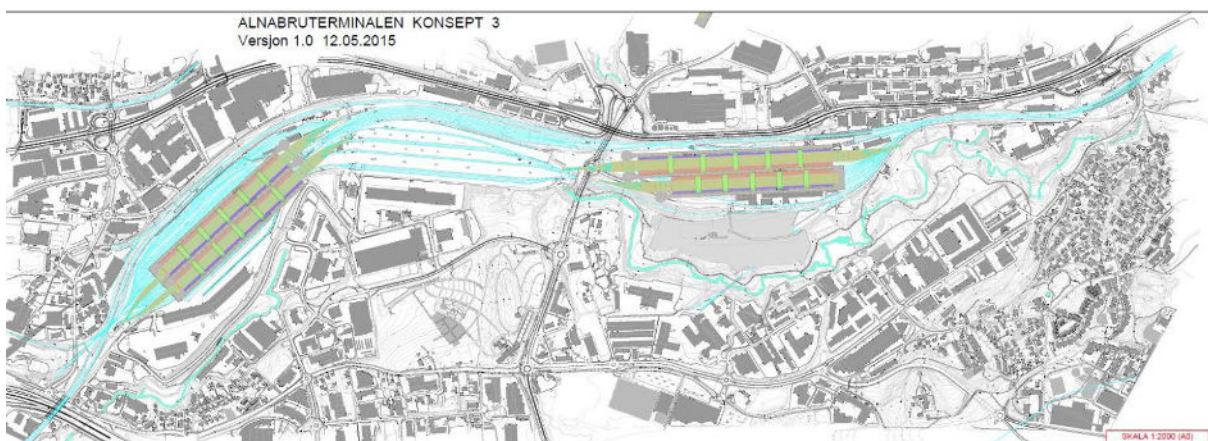 ALNABRUTERMINALEN KONSEPT 3
Versjon 1.0 12.05.2015
SKALA 1:2000 (A0)